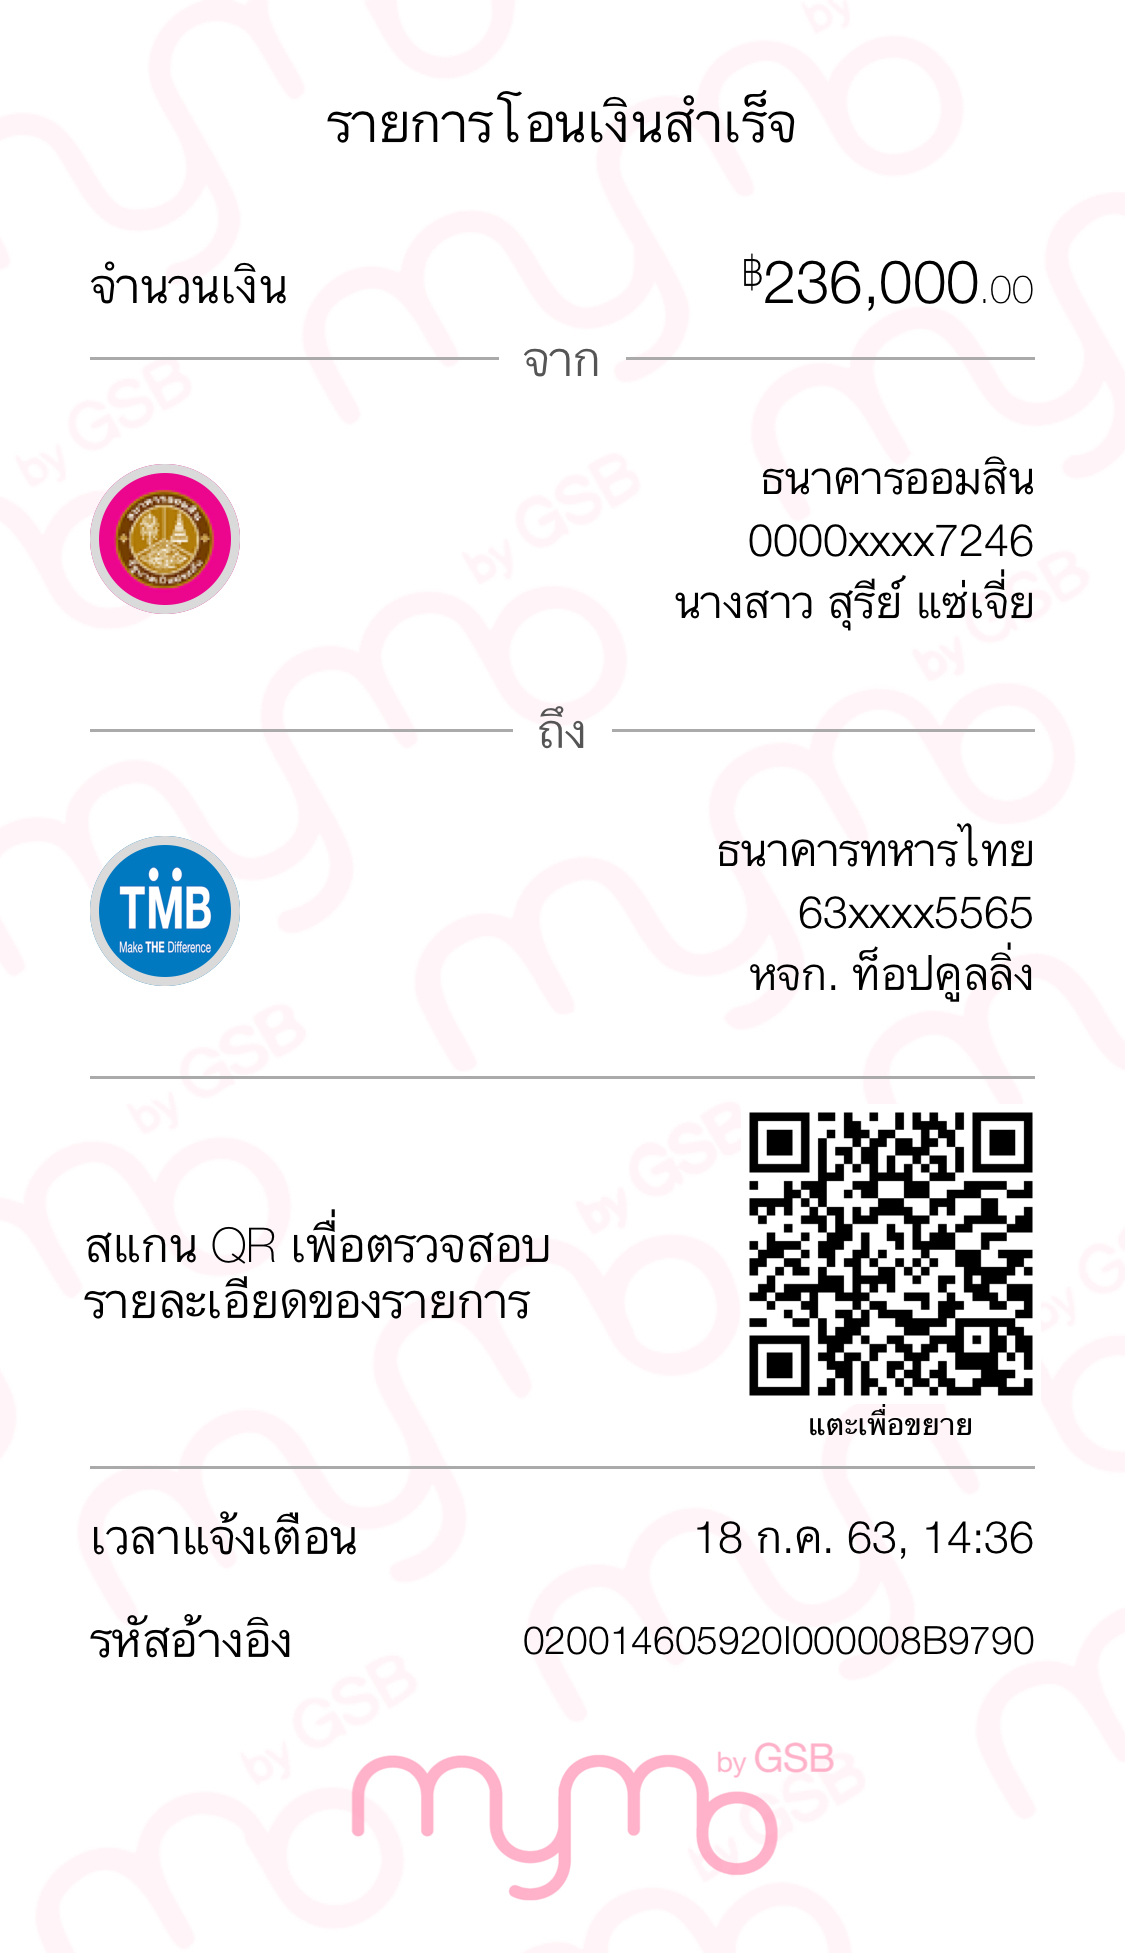 รายการโอนเงินสำเร็จ
จำนวนเงิน
฿236,000.00
จาก
ธนาคารออมสิน
0000xxxx7246
นางสาว สุรีย์ แซ่เจี่ย
ถึง
TMB
Make THE Difference
ธนาคารทหารไทย
63xxxx5565
หจก. ท็อปคูลลิ่ง
สแกน QR เพื่อตรวจสอบ
รายละเอียดของรายการ
แตะเพื่อขยาย
เวลาแจ้งเตือน
18 ก.ค. 63, 14:36
รหัสอ้างอิง
020014605920I000008B9790
mymo by GSB